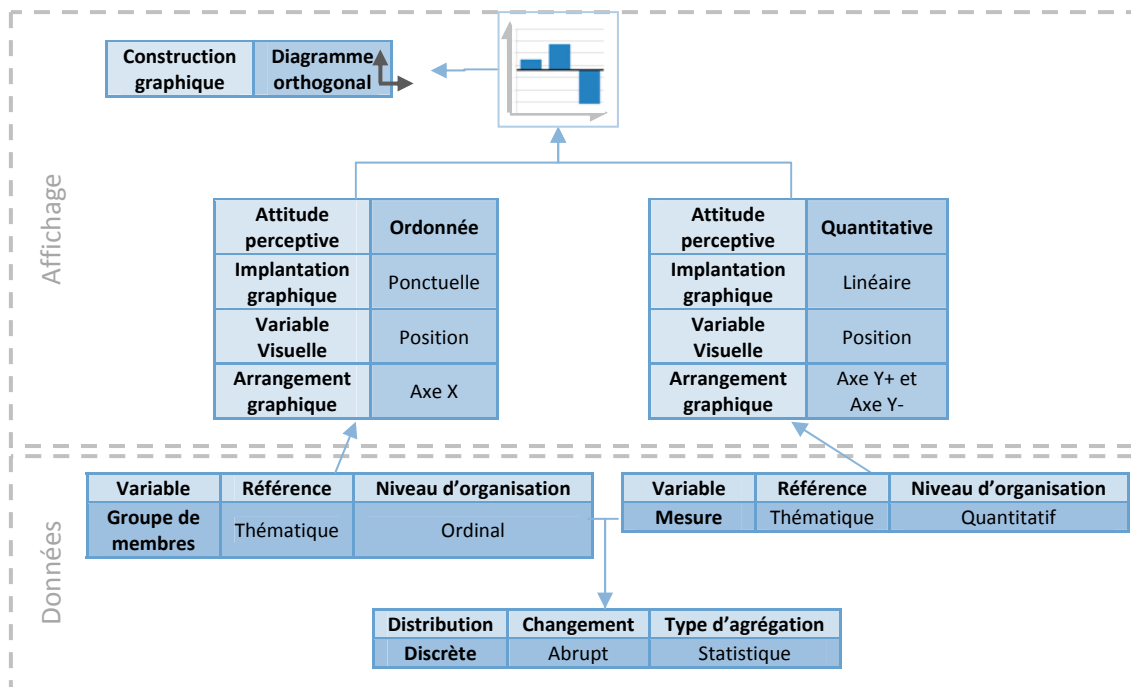 Affichage
Construction
graphique
Diagramme
orthogonal
Attitude
perceptive
Ordonnée
Implantation
graphique
Ponctuelle
Variable
Visuelle
Position
Arrangement
graphique
Axe X
Attitude
perceptive
Quantitative
Implantation
graphique
Linéaire
Variable
Visuelle
Position
Arrangement
graphique
Axe Y+ et
Axe Y-
Données
Variable Référence Niveau d'organisation
Groupe de
membres
Thématique Ordinal
Variable Référence Niveau d'organisation
Mesure Thématique Quantitatif
Distribution Changement Type d'agrégation
Discrète Abrupt Statistique